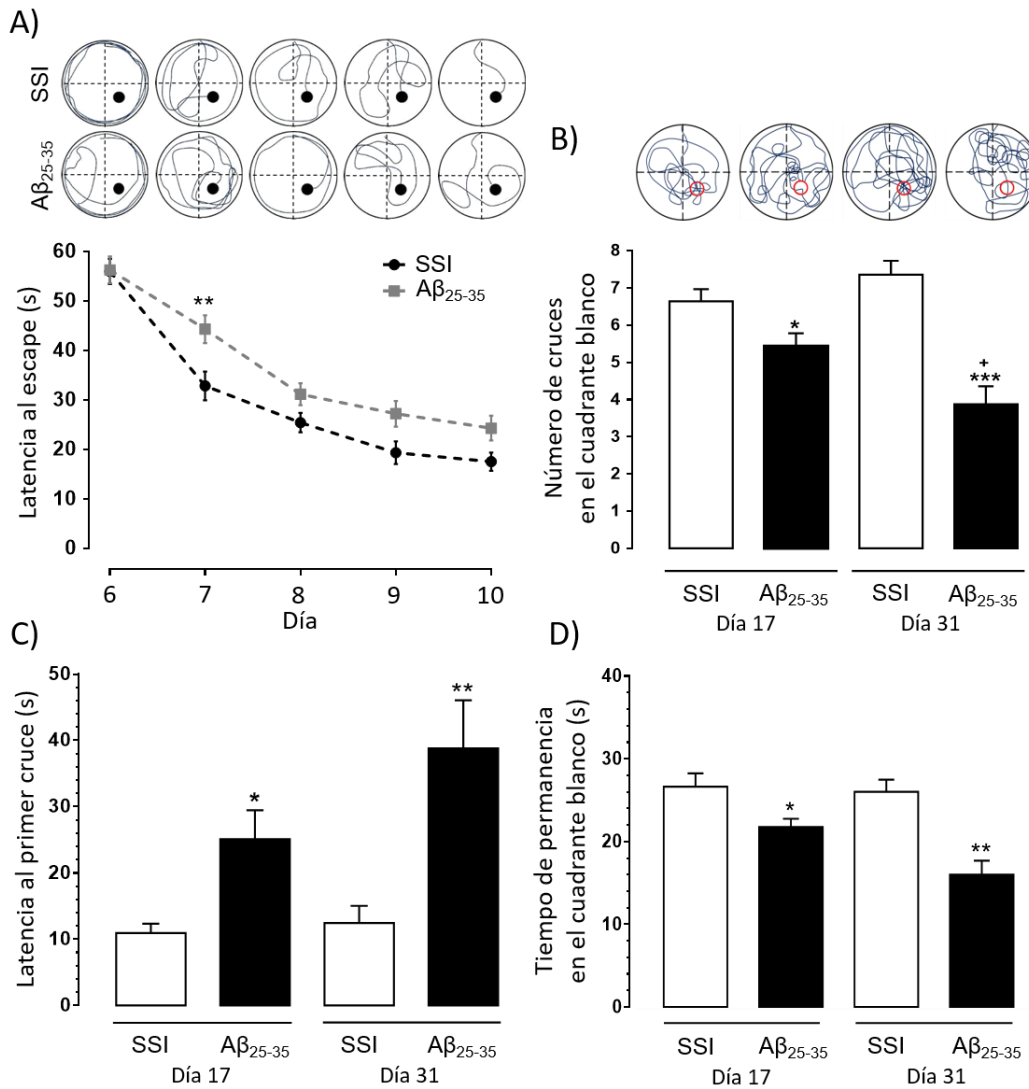 A)
SSI
Aβ25-35
Latencia al escape (s)
60
50
40
30
20
10
0
**
SSI
Aβ25-35
6 7 8 9 10
Día
B)
Número de cruces
en el cuadrante blanco
8
7
6
5
4
3
2
1
0
*
+
***
SSI Aβ25-35 SSI Aβ25-35
Día 17 Día 31
C)
Latencia al primer cruce (s)
50
40
30
20
10
0
*
**
SSI Aβ25-35 SSI Aβ25-35
Día 17 Día 31
D)
Tiempo de permanencia
en el cuadrante blanco (s)
40
30
20
10
0
*
**
SSI Aβ25-35 SSI Aβ25-35
Día 17 Día 31